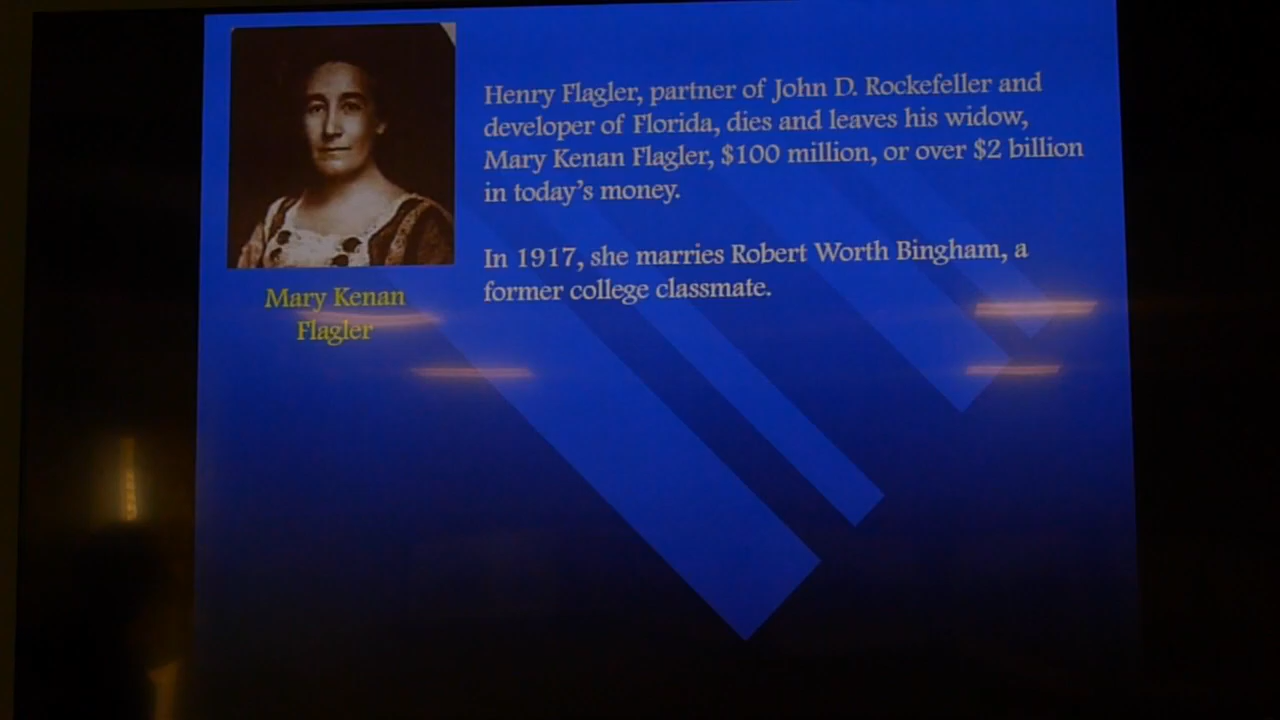 Henry Flagler, partner of John D. Rockefeller and
developer of Florida, dies and leaves his widow,
Mary Kenan Flagler, $100 million, or over $2 billion
in today's money.
In 1917, she marries Robert Worth Bingham, a
former college classmate.
Mary Kenan
Flagler